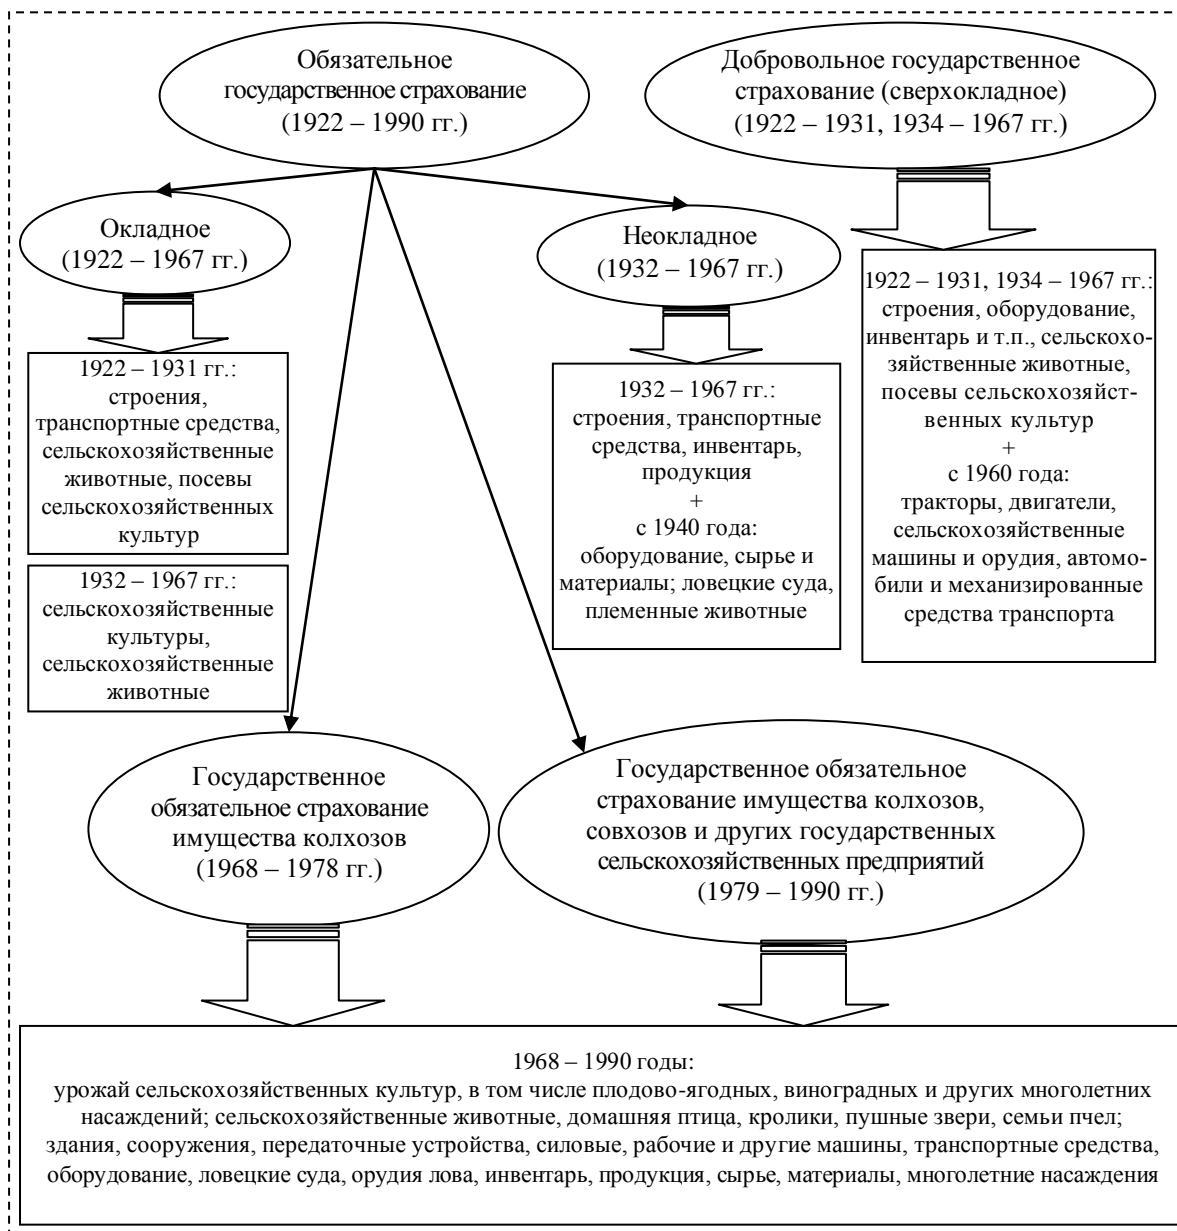 Обязательное
государственное страхование
(1922 – 1990 гг.)
Добровольное государственное
страхование (сверхокладное)
(1922 – 1931, 1934 – 1967 гг.)
Окладное
(1922 – 1967 гг.)
Неокладное
(1932 – 1967 гг.)
1922 – 1931 гг.:
строения,
транспортные средства,
сельскохозяйственные
животные, посевы
сельскохозяйственных
культур
1932 – 1967 гг.:
сельскохозяйственные
культуры,
сельскохозяйственные
животные
1932 – 1967 гг.:
строения, транспортные
средства, инвентарь,
продукция
+
с 1940 года:
оборудование, сырье и
материалы; ловецкие суда,
племенные животные
1922 – 1931, 1934 – 1967 гг.:
строения, оборудование,
инвентарь и т.п., сельскохо-
зяйственные животные,
посевы сельскохозяйст-
венных культур
+
с 1960 года:
тракторы, двигатели,
сельскохозяйственные
машины и орудия, автомо-
били и механизированные
средства транспорта
Государственное
обязательное страхование
имущества колхозов
(1968 – 1978 гг.)
Государственное обязательное
страхование имущества колхозов,
совхозов и других государственных
сельскохозяйственных предприятий
(1979 – 1990 гг.)
1968 – 1990 годы:
урожай сельскохозяйственных культур, в том числе плодово-ягодных, виноградных и других многолетних
насаждений; сельскохозяйственные животные, домашняя птица, кролики, пушные звери, семьи пчел;
здания, сооружения, передаточные устройства, силовые, рабочие и другие машины, транспортные средства,
оборудование, ловецкие суда, орудия лова, инвентарь, продукция, сырье, материалы, многолетние насаждения